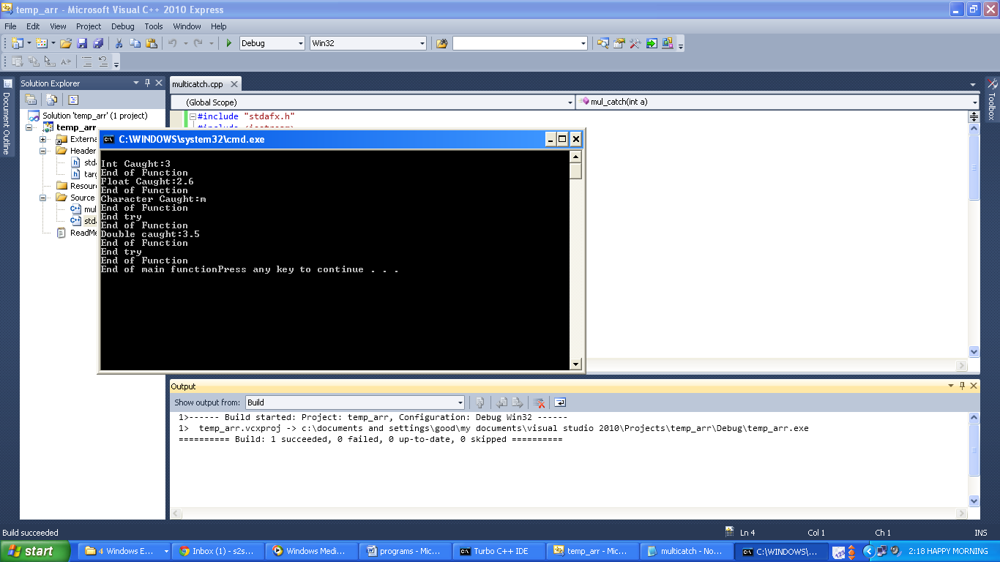 temp_arr - Microsoft Visual C++ 2010 Express
File Edit View Project Debug Tools Window Help
Debug Win32
Document Outline
Solution Explorer
Solution 'temp_arr' (1 project)
temp_arr
Externa
Header
std
targ
Resourc
Source
mul
stda
ReadMe
multicatch.cpp
(Global Scope) mul_catch(int a)
#include "stdafx.h"
#include <iostream>
Toolbox
C:\WINDOWS\system32\cmd.exe
Int Caught:3
End of Function
Float Caught:2.6
End of Function
Character Caught:m
End of Function
End try
End of Function
Double caught:3.5
End of Function
End try
End of Function
End of main functionPress any key to continue . . .
Output
Show output from: Build
1>------ Build started: Project: temp_arr, Configuration: Debug Win32 ------
1>  temp_arr.vcxproj -> c:\documents and settings\good\my documents\visual studio 2010\Projects\temp_arr\Debug\temp_arr.exe
========== Build: 1 succeeded, 0 failed, 0 up-to-date, 0 skipped ==========
Build succeeded Ln 4 Col 1 Ch 1 INS
start 4 Windows E... Inbox (1) - s2s... Windows Medi... programs - Mic... Turbo C++ IDE temp_arr - Mic... multicatch - No... C:\WINDOWS\... 2:18 HAPPY MORNING